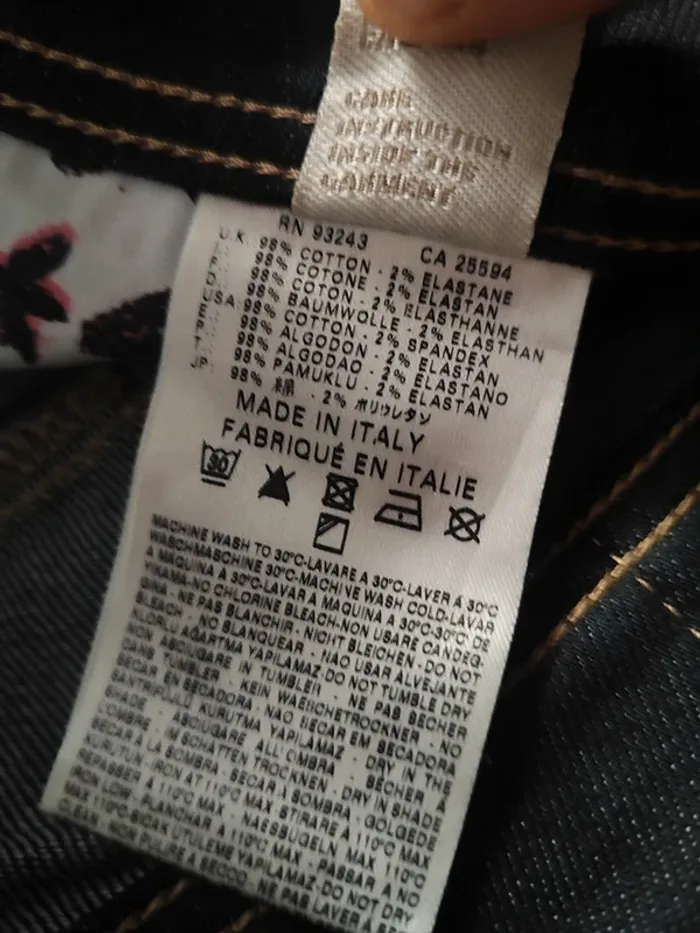 CARE
INSTRUCTION
INSIDE THE
GARMENT
RN 93243 CA 25594
U.K. 98% COTTON - 2% ELASTANE
98% COTONE - 2% ELASTAN
F 98% COTON - 2% ELASTHANNE
D 98% BAUMWOLLE - 2% ELASTHAN
USA 98% COTTON - 2% SPANDEX
E 98% ALGODON - 2% ELASTAN
P 98% ALGODAO - 2% ELASTANO
T 98% PAMUKLU - 2% ELASTAN
JP 98% 綿 - 2% ポリウレタン
MADE IN ITALY
FABRIQUÉ EN ITALIE
30
MACHINE WASH TO 30°C-LAVARE A 30°C-LAVER Á 30°C
WASCHMASCHINE 30°C-MACHINE WASH COLD-LAVAR
A MAQUINA A 30°C-LAVAR A MAQUINA A 30°C-30°C DE
YIKAMA-NO CHLORINE BLEACH-NON USARE CANDEG-
GINA - NE PAS BLANCHIR - NICHT BLEICHEN - DO NOT
BLEACH - NO BLANQUEAR - NAO USAR ALVEJANTE
KLORLU AGARTMA YAPILAMAZ-DO NOT TUMBLE DRY
NON ASCIUGARE IN TUMBLER - NE PAS SECHER
DANS TUMBLER - KEIN WAESCHETROCKNER - NO
SECAR EN SECADORA - NAO SECAR EM SECADORA
SANTRIFUJLU KURUTMA YAPILAMAZ - DRY IN THE
SHADE - ASCIUGARE ALL'OMBRA - SECHER A
L'OMBRE - IM SCHATTEN TROCKNEN - DRY IN SHADE
SECAR À LA SOMBRA - SECAR À SOMBRA - GOLGEDE
KURUTUN - IRON AT 110°C MAX - STIRARE A 110°C MAX
REPASSER À 110°C MAX - NAESBUGELN MAX 110°C
IRON LOW - PLANCHAR A 110°C MAX - PASSAR A NO
MAX 110°C-SICAK UTULEME YAPILMAZ-DO NOT DRY
CLEAN - NON PULIRE A SECCO - NE PAS